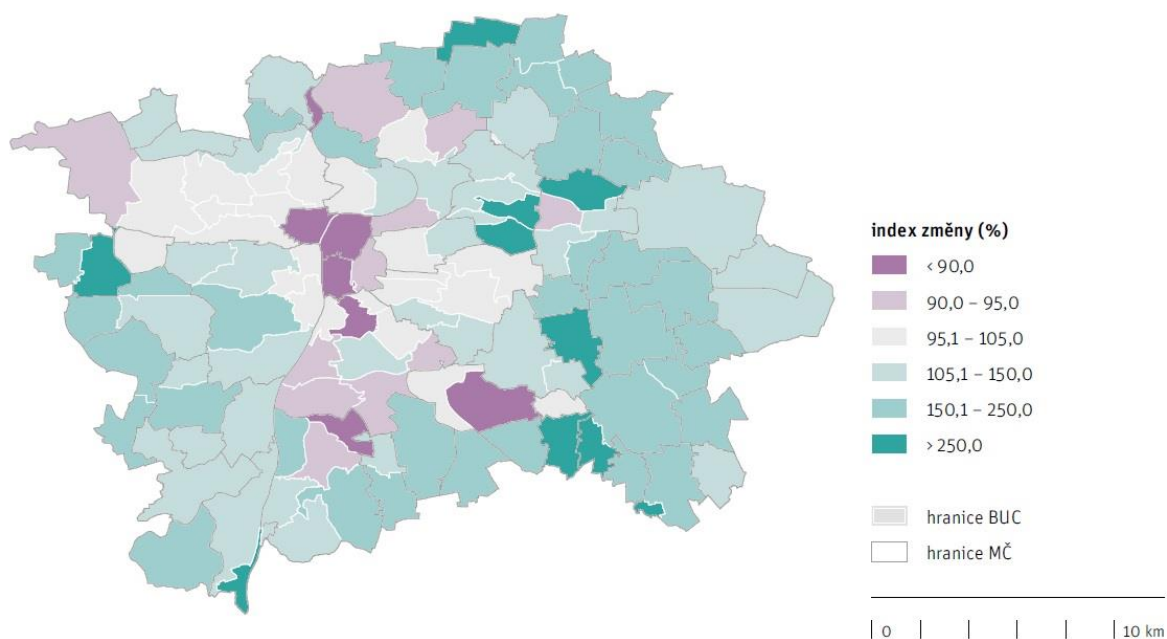 index změny (%)
< 90,0
90,0 – 95,0
95,1 – 105,0
105,1 – 150,0
150,1 – 250,0
> 250,0
hranice BUC
hranice MČ
0 10 km